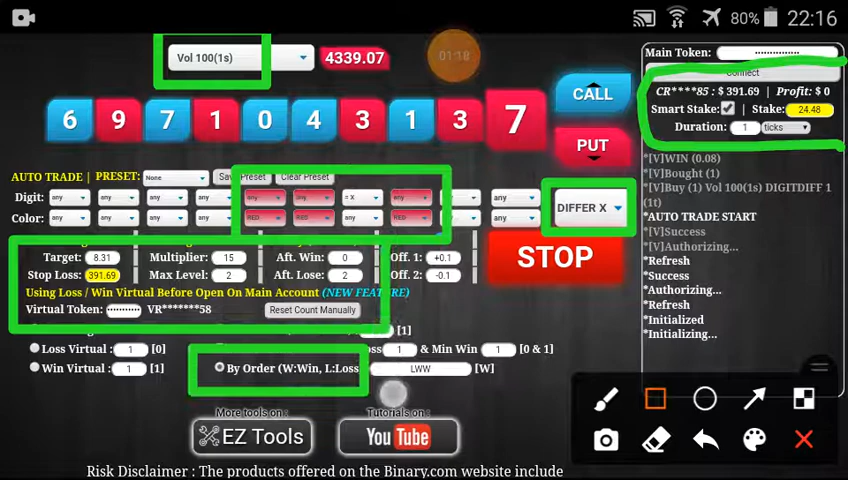 80% 22:16
Vol 100(1s) 4339.07 01:18
6 9 7 1 0 4 3 1 3 7
CALL
PUT
AUTO TRADE | PRESET: None Save Preset Clear Preset
Digit: any any any any any = X any any any
Color: any any any any RED RED any RED any any
DIFFER X
STOP
Target: 8.31 Multiplier: 15 Aft. Win: 0 Off. 1: +0.1
Stop Loss: 391.69 Max Level: 2 Aft. Lose: 2 Off. 2: -0.1
Using Loss / Win Virtual Before Open On Main Account (NEW FEATURE)
Virtual Token: •••••••••• VR*******58 Reset Count Manually
[1]
Loss Virtual : 1 [0] 1 & Min Win : 1 [0 & 1]
Win Virtual : 1 [1] By Order (W:Win, L:Loss LWW [W]
More tools on : Tutorials on :
EZ Tools YouTube
Risk Disclaimer : The products offered on the Binary.com website include
Main Token: •••••••••••••••
Connect
CR****85 : $ 391.69 | Profit: $ 0
Smart Stake: | Stake: 24.48
Duration: 1 ticks
*[V]WIN (0.08)
*[V]Bought (1)
*[V]Buy (1) Vol 100(1s) DIGITDIFF 1
(1t)
*AUTO TRADE START
*[V]Success
*[V]Authorizing...
*Refresh
*Success
*Authorizing...
*Refresh
*Initialized
*Initializing...